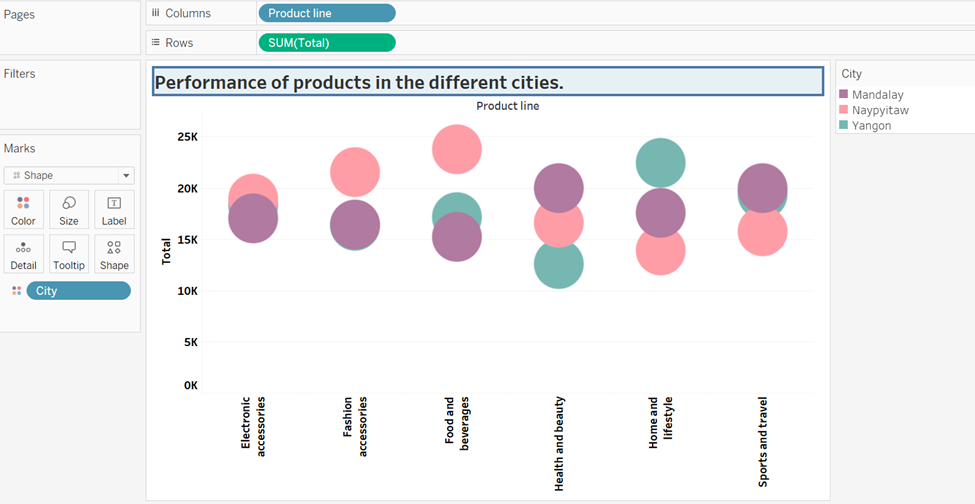 Pages
Columns
Product line
Rows
SUM(Total)
Filters
Marks
Shape
Color
Size
Label
Detail
Tooltip
Shape
City
Performance of products in the different cities.
Product line
Total
25K
20K
15K
10K
5K
0K
Electronic
accessories
Fashion
accessories
Food and
beverages
Health and beauty
Home and
lifestyle
Sports and travel
City
Mandalay
Naypyitaw
Yangon